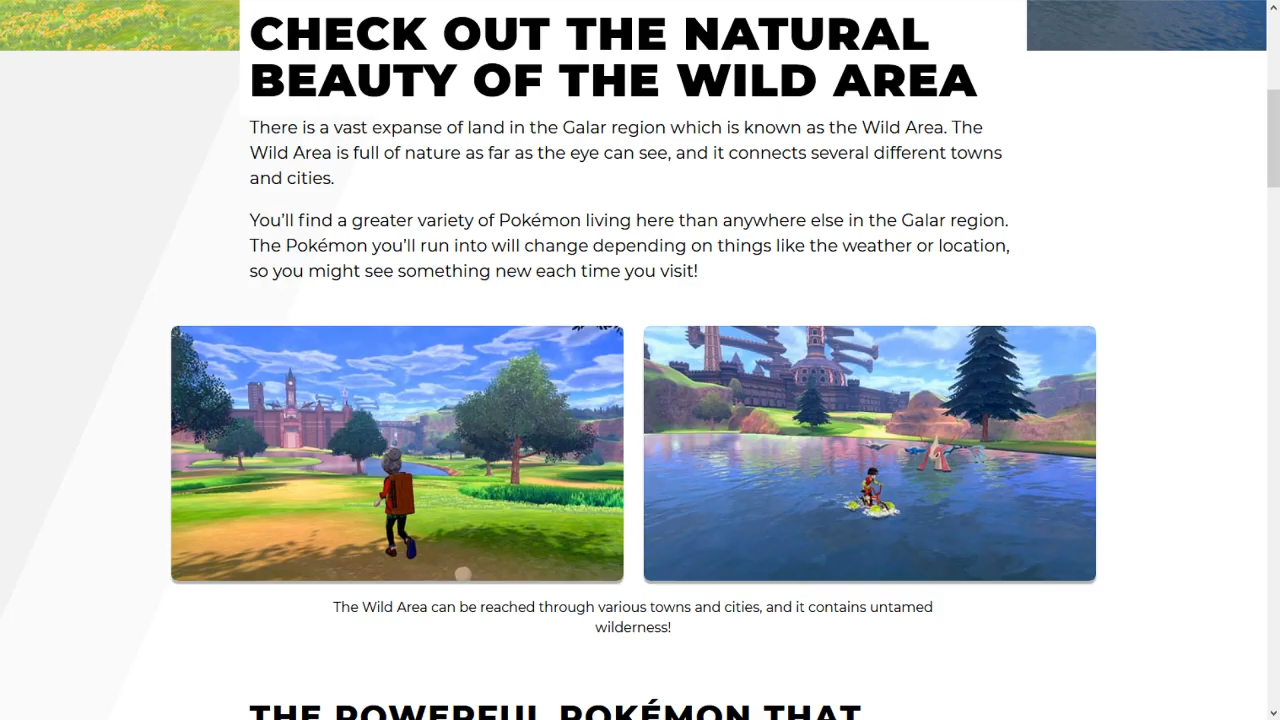 CHECK OUT THE NATURAL
BEAUTY OF THE WILD AREA
There is a vast expanse of land in the Galar region which is known as the Wild Area. The
Wild Area is full of nature as far as the eye can see, and it connects several different towns
and cities.
You’ll find a greater variety of Pokémon living here than anywhere else in the Galar region.
The Pokémon you’ll run into will change depending on things like the weather or location,
so you might see something new each time you visit!
The Wild Area can be reached through various towns and cities, and it contains untamed
wilderness!
THE POWERFUL POKÉMON THAT